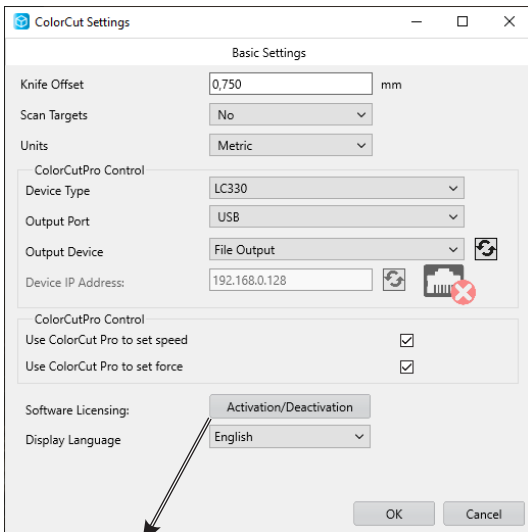 ColorCut Settings
Basic Settings
Knife Offset 0,750 mm
Scan Targets No
Units Metric
ColorCutPro Control
Device Type LC330
Output Port USB
Output Device File Output
Device IP Address: 192.168.0.128
ColorCutPro Control
Use ColorCut Pro to set speed
Use ColorCut Pro to set force
Software Licensing: Activation/Deactivation
Display Language English
OK Cancel